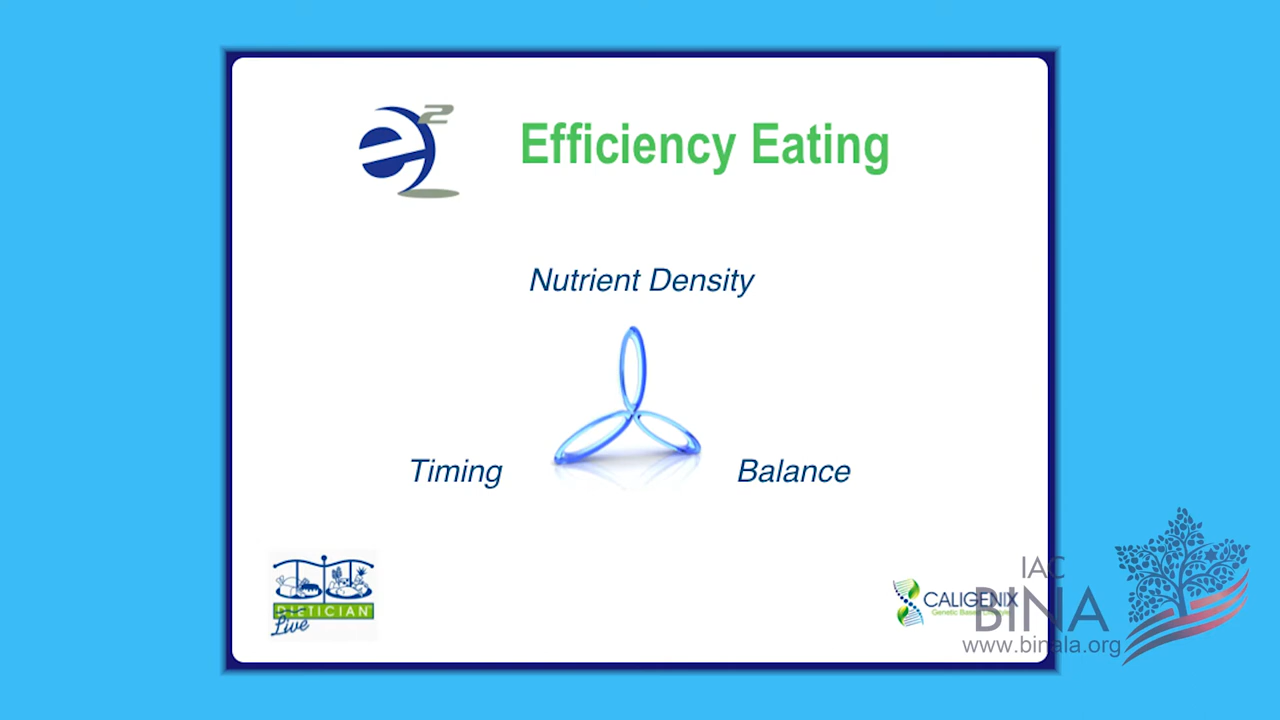 e2
Efficiency Eating
Nutrient Density
Timing
Balance
DIETICIAN
Live
CALIGENIX
IAC
BINA
www.binala.org